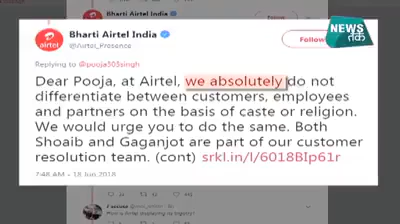 NEWS
तक
airtel
Bharti Airtel India
@Airtel_Presence
Follow
Replying to @pooja303singh
Dear Pooja, at Airtel, we absolutely do not
differentiate between customers, employees
and partners on the basis of caste or religion.
We would urge you to do the same. Both
Shoaib and Gaganjot are part of our customer
resolution team. (cont) srkl.in/l/6018BIp61r
7:48 AM - 18 Jun 2018